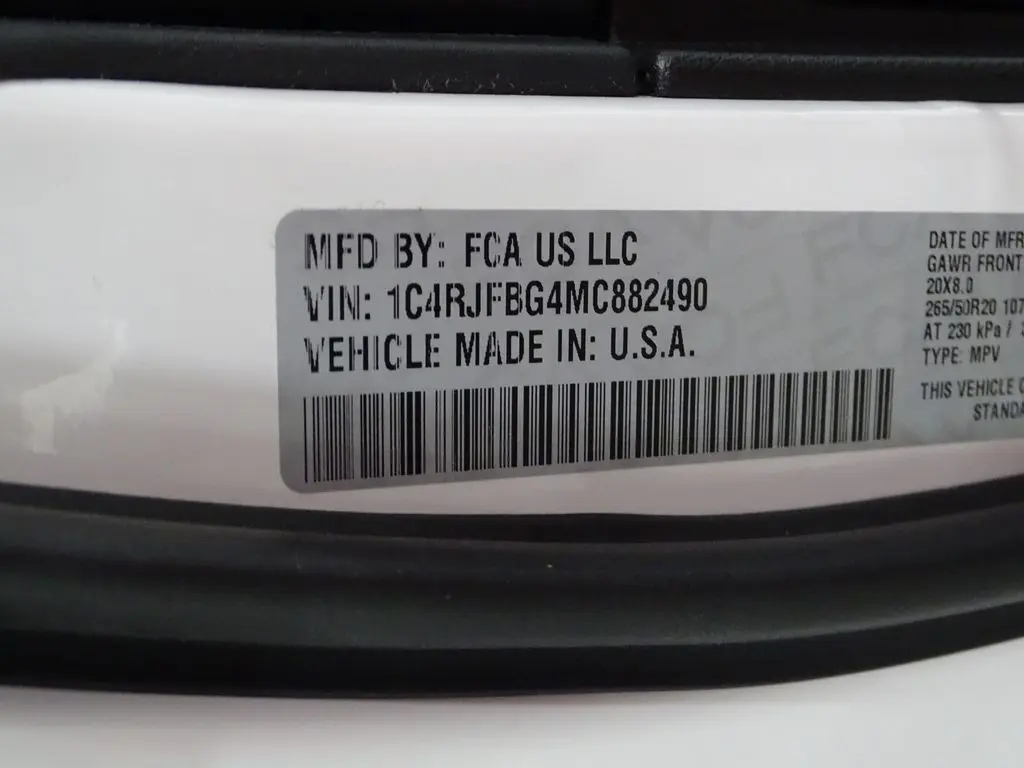 MFD BY: FCA US LLC
VIN: 1C4RJFBG4MC882490
VEHICLE MADE IN: U.S.A.
DATE OF MFR
GAWR FRONT
20X8.0
265/50R20 107
AT 230 kPa /
TYPE: MPV
THIS VEHICLE